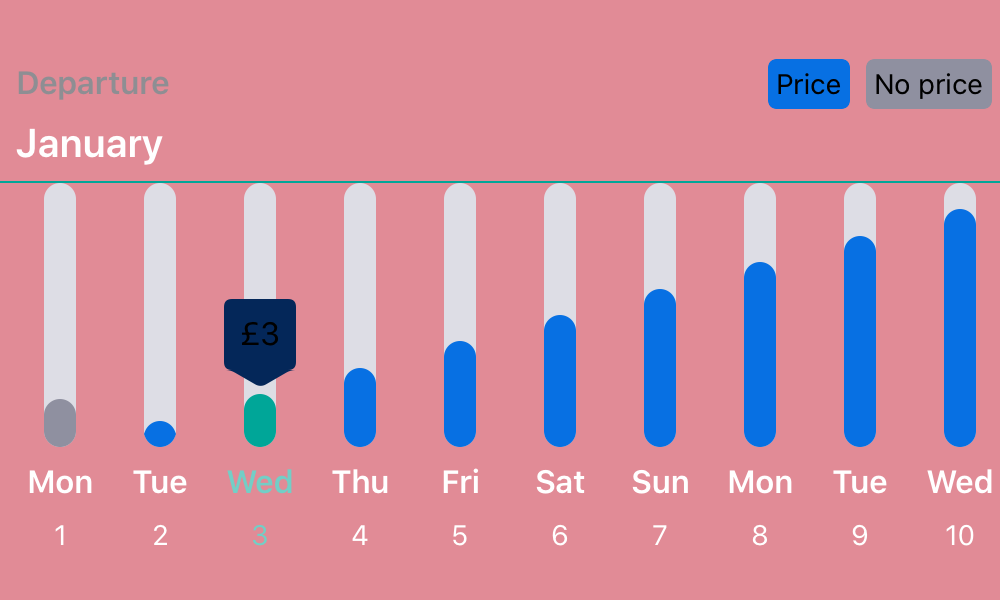 Departure
Price
No price
January
£3
Mon Tue Wed Thu Fri Sat Sun Mon Tue Wed
1 2 3 4 5 6 7 8 9 10